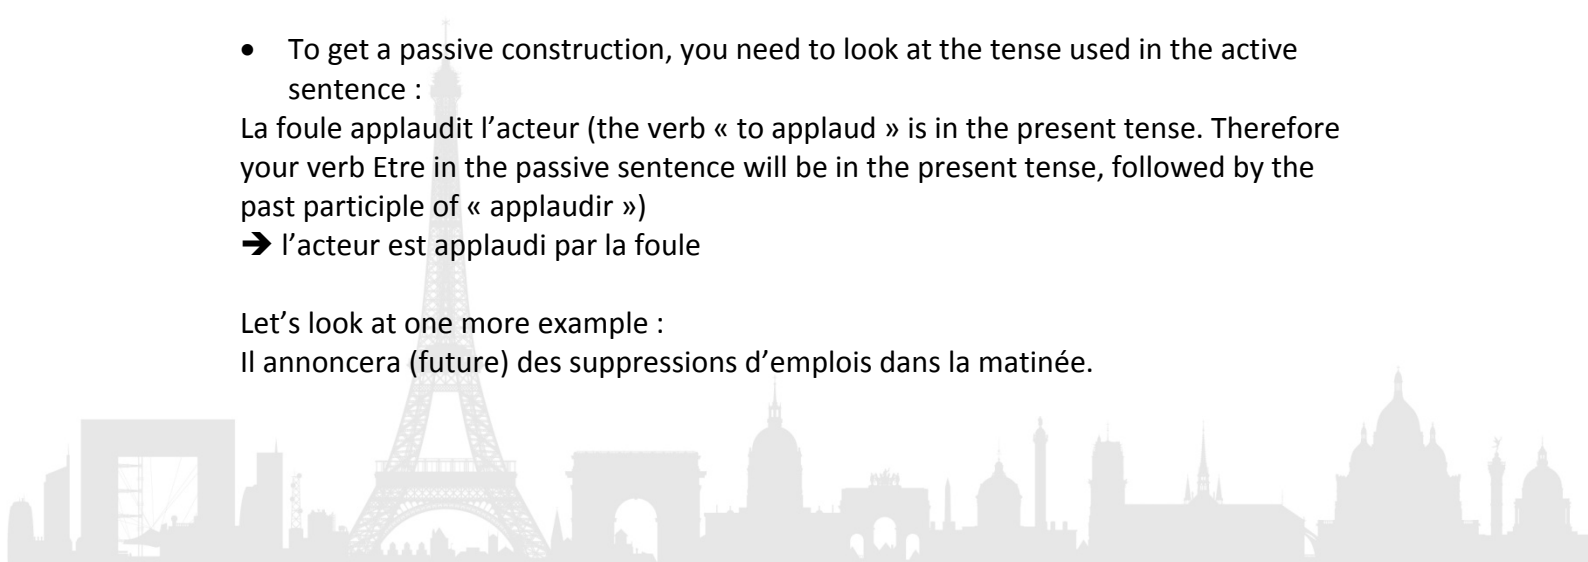 • To get a passive construction, you need to look at the tense used in the active
sentence :
La foule applaudit l’acteur (the verb « to applaud » is in the present tense. Therefore
your verb Etre in the passive sentence will be in the present tense, followed by the
past participle of « applaudir »)
➔ l’acteur est applaudi par la foule
Let’s look at one more example :
Il annoncera (future) des suppressions d’emplois dans la matinée.